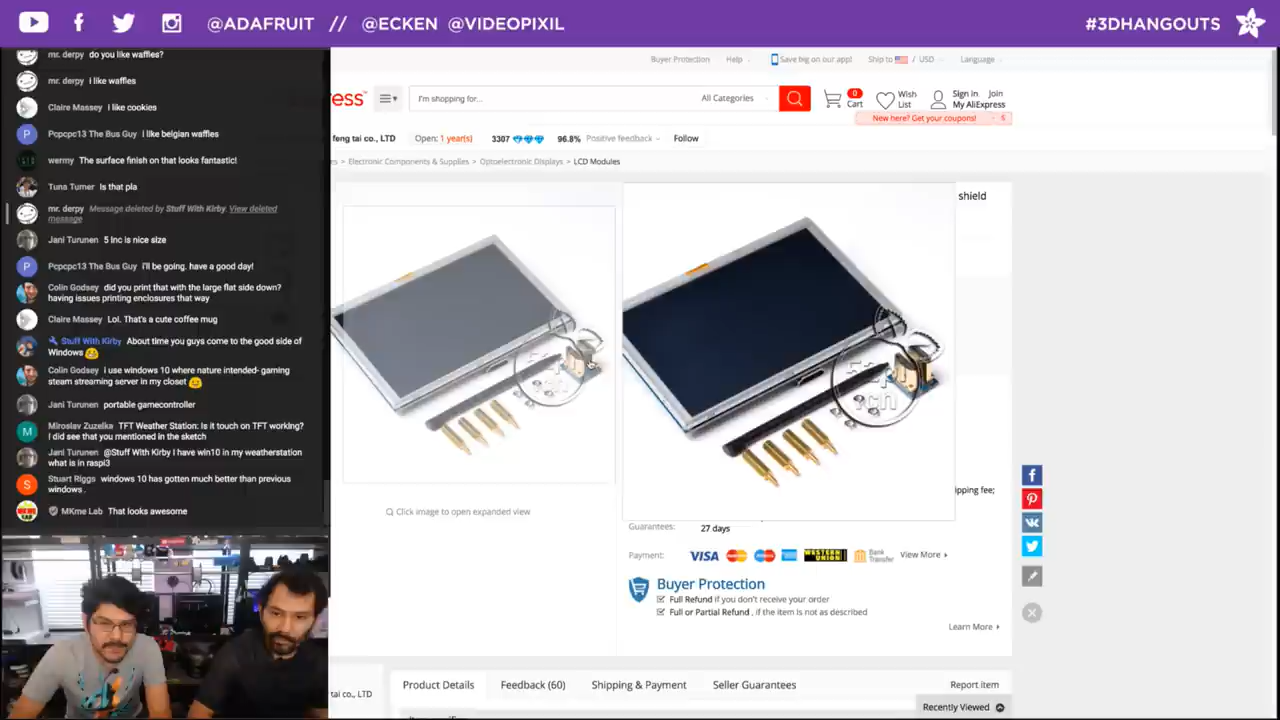 @ADAFRUIT // @ECKEN @VIDEOPIXIL
#3DHANGOUTS
mr. derpy do you like waffles?
mr. derpy i like waffles
Claire Massey I like cookies
Pcpcpc13 The Bus Guy I like belgian waffles
wermy The surface finish on that looks fantastic!
Tuna Turner Is that pla
mr. derpy Message deleted by Stuff With Kirby. View deleted
message
Jani Turunen 5 Inc is nice size
Pcpcpc13 The Bus Guy I'll be going. have a good day!
Colin Godsey did you print that with the large flat side down?
having issues printing enclosures that way
Claire Massey Lol. That's a cute coffee mug
Stuff With Kirby About time you guys come to the good side of
Windows
Colin Godsey i use windows 10 where nature intended- gaming
steam streaming server in my closet
Jani Turunen portable gamecontroller
Miroslav Zuzelka TFT Weather Station: Is it touch on TFT working?
I did see that you mentioned in the sketch
Jani Turunen @Stuff With Kirby I have win10 in my weatherstation
what is in raspi3
Stuart Riggs windows 10 has gotten much better than previous
windows .
MKme Lab That looks awesome
Buyer Protection Help Save big on our app! Ship to / USD Language
ress I'm shopping for... All Categories 0 Cart Wish List Sign in Join My AliExpress
New here? Get your coupons! $
feng tai co., LTD Open: 1 year(s) 3307 96.8% Positive feedback Follow
> Electronic Components & Supplies > Optoelectronic Displays > LCD Modules
shield
ipping fee;
Click image to open expanded view
Guarantees: 27 days
Payment: VISA WESTERN UNION Bank Transfer View More
Buyer Protection
Full Refund if you don't receive your order
Full or Partial Refund , if the item is not as described
Learn More
tai co., LTD
Product Details Feedback (60) Shipping & Payment Seller Guarantees Report item
Recently Viewed